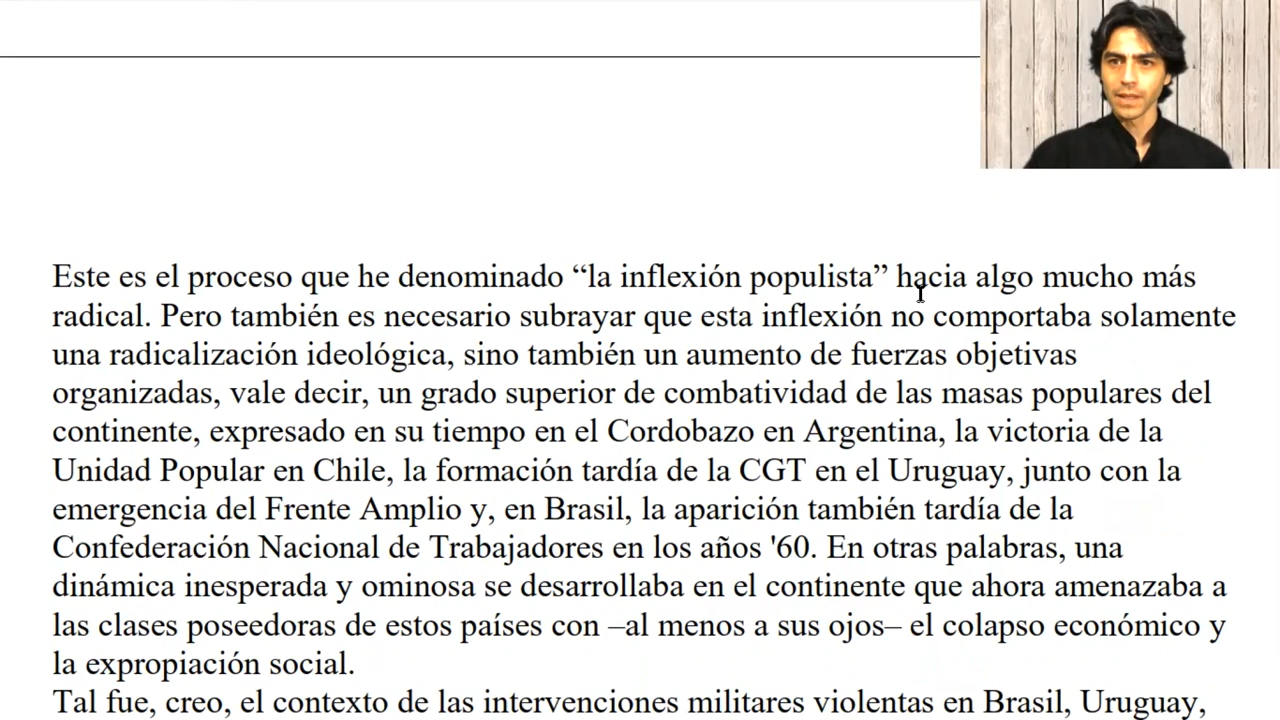 Este es el proceso que he denominado “la inflexión populista” hacia algo mucho más
radical. Pero también es necesario subrayar que esta inflexión no comportaba solamente
una radicalización ideológica, sino también un aumento de fuerzas objetivas
organizadas, vale decir, un grado superior de combatividad de las masas populares del
continente, expresado en su tiempo en el Cordobazo en Argentina, la victoria de la
Unidad Popular en Chile, la formación tardía de la CGT en el Uruguay, junto con la
emergencia del Frente Amplio y, en Brasil, la aparición también tardía de la
Confederación Nacional de Trabajadores en los años '60. En otras palabras, una
dinámica inesperada y ominosa se desarrollaba en el continente que ahora amenazaba a
las clases poseedoras de estos países con –al menos a sus ojos– el colapso económico y
la expropiación social.
Tal fue, creo, el contexto de las intervenciones militares violentas en Brasil, Uruguay,